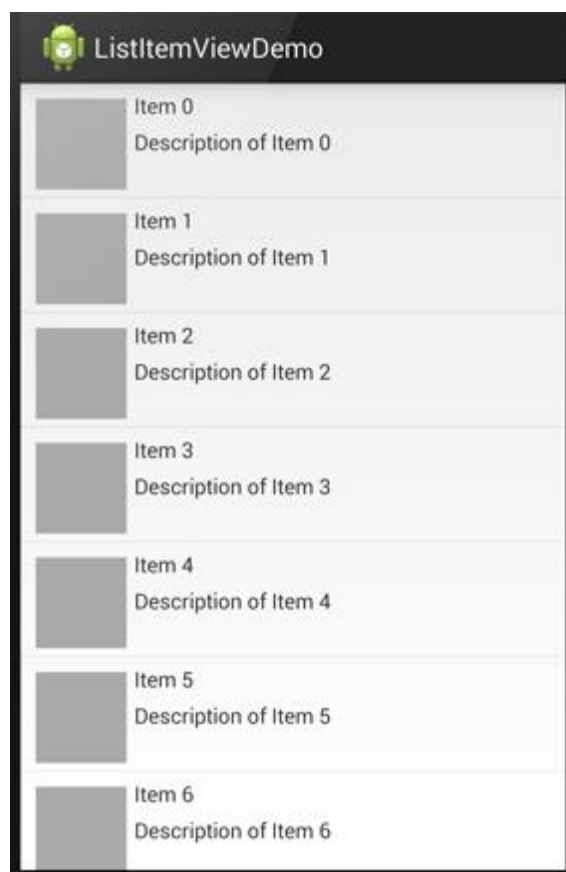 ListItemViewDemo
Item 0
Description of Item 0
Item 1
Description of Item 1
Item 2
Description of Item 2
Item 3
Description of Item 3
Item 4
Description of Item 4
Item 5
Description of Item 5
Item 6
Description of Item 6